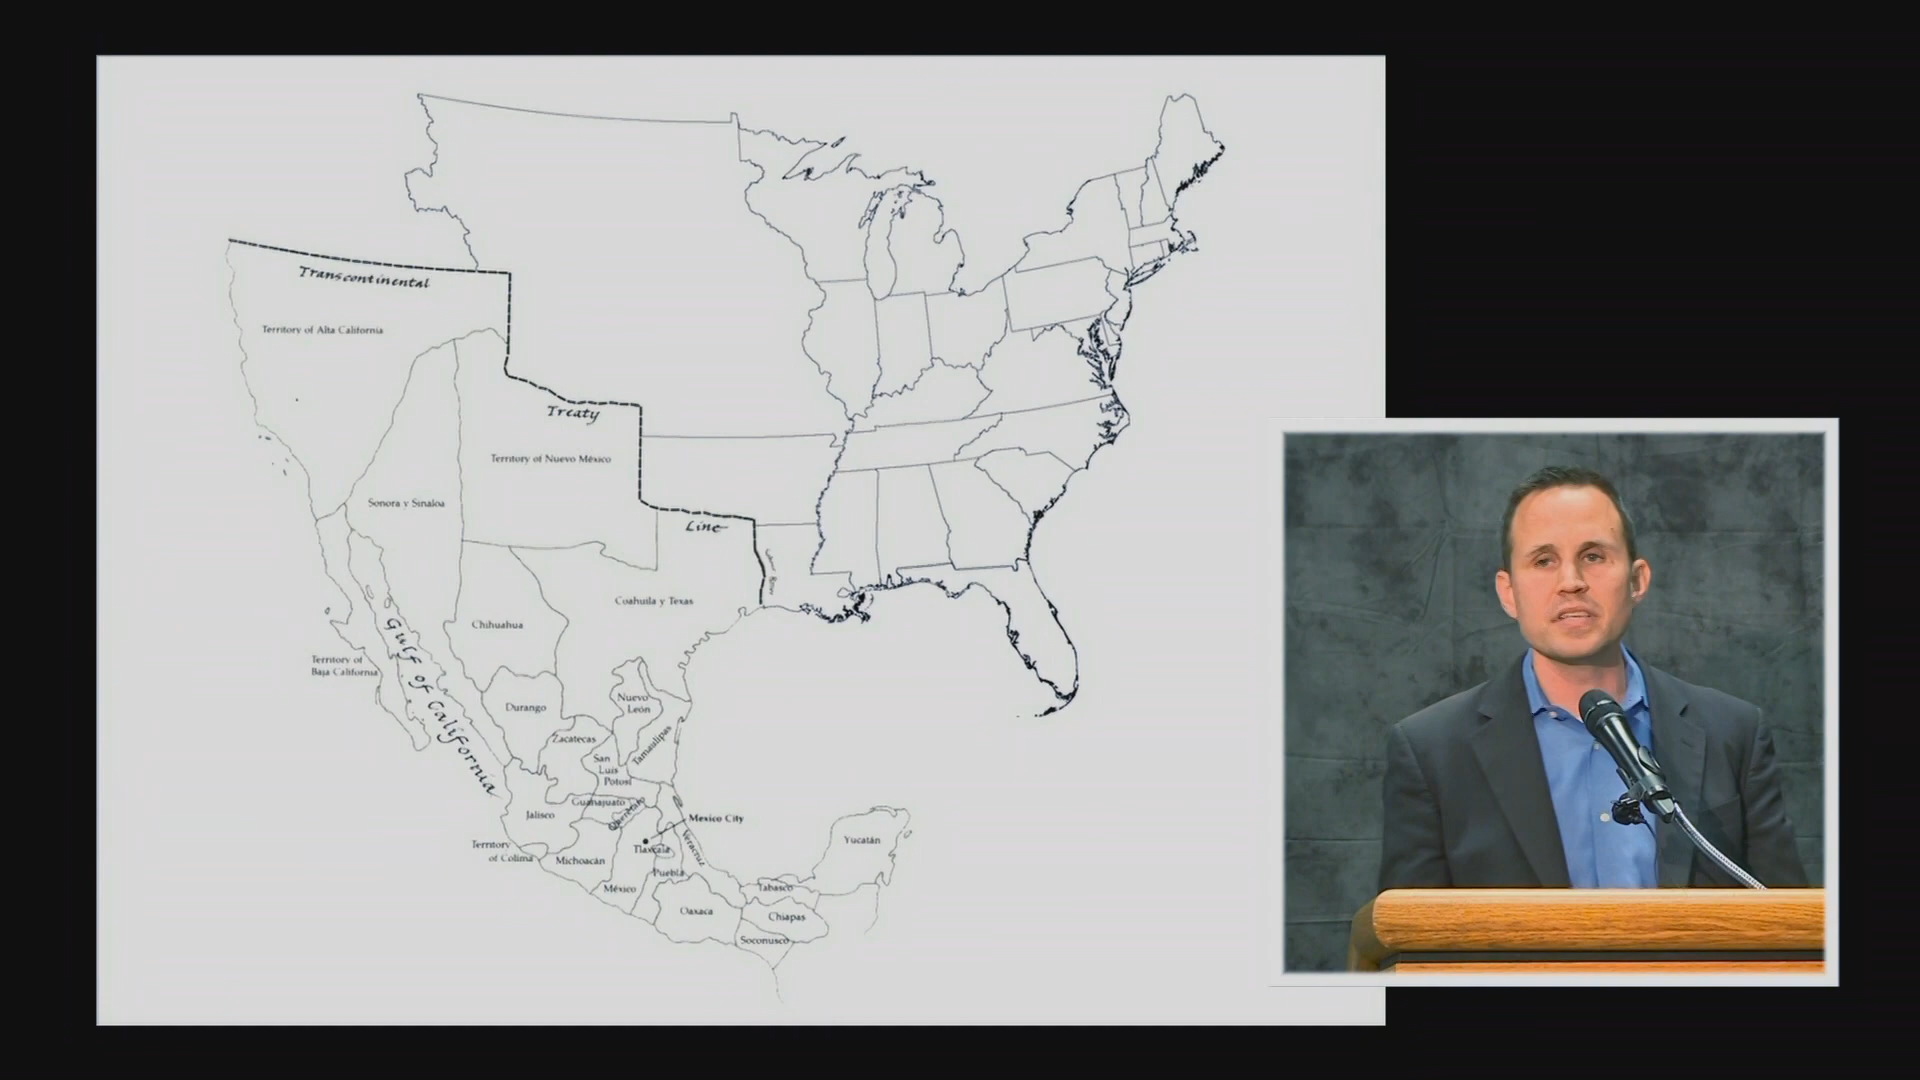 Transcontinental
Territory of Alta California
Treaty
Territory of Nuevo México
Sonora y Sinaloa
Line
Coahuila y Texas
Chihuahua
Gulf of California
Territory of
Baja California
Nuevo
León
Durango
Tamaulipas
Zacatecas
San
Luis
Potosí
Guanajuato
Querétaro
Jalisco
Mexico City
Veracruz
Yucatán
Territory
of Colima
Tlaxcala
Michoacán
Puebla
México
Tabasco
Oaxaca
Chiapas
Soconusco